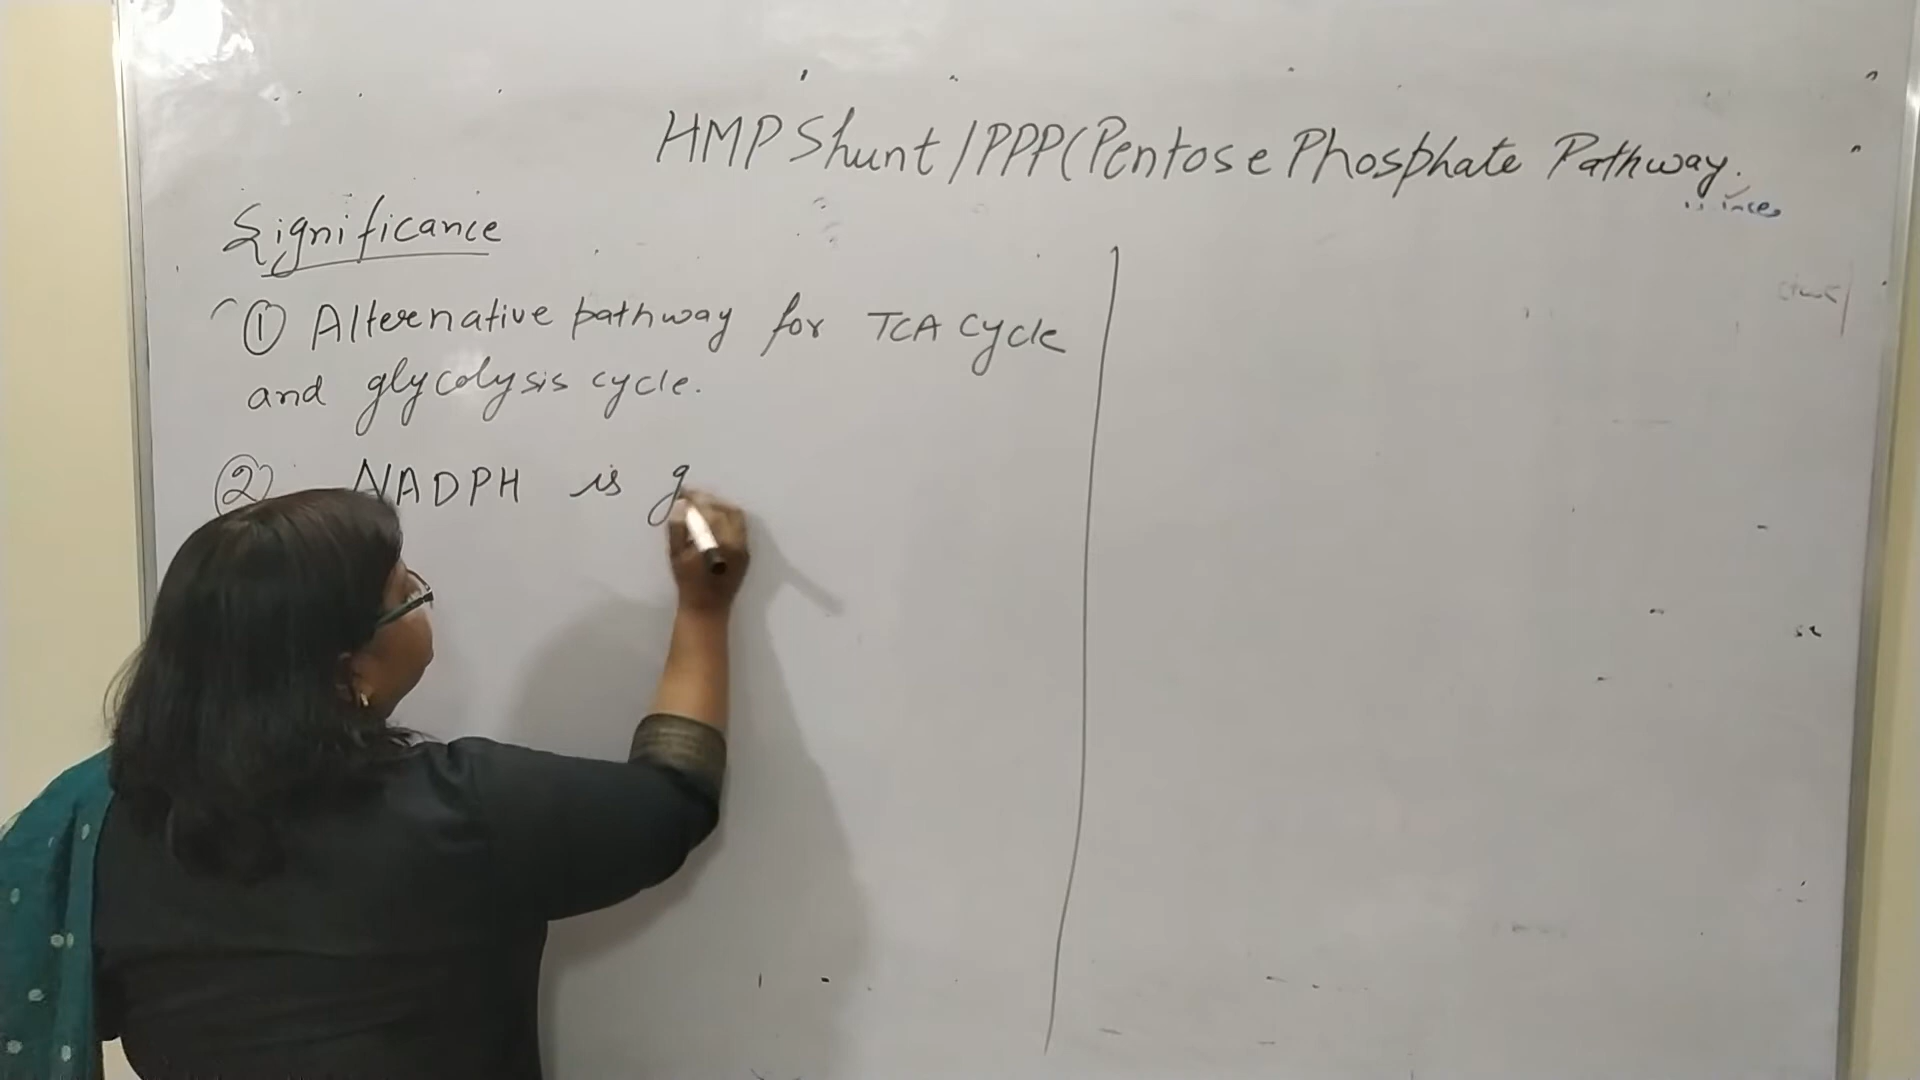 HMP Shunt / PPP (Pentose Phosphate Pathway.
Significance
① Alternative pathway for TCA Cycle
and glycolysis cycle.
② NADPH is g